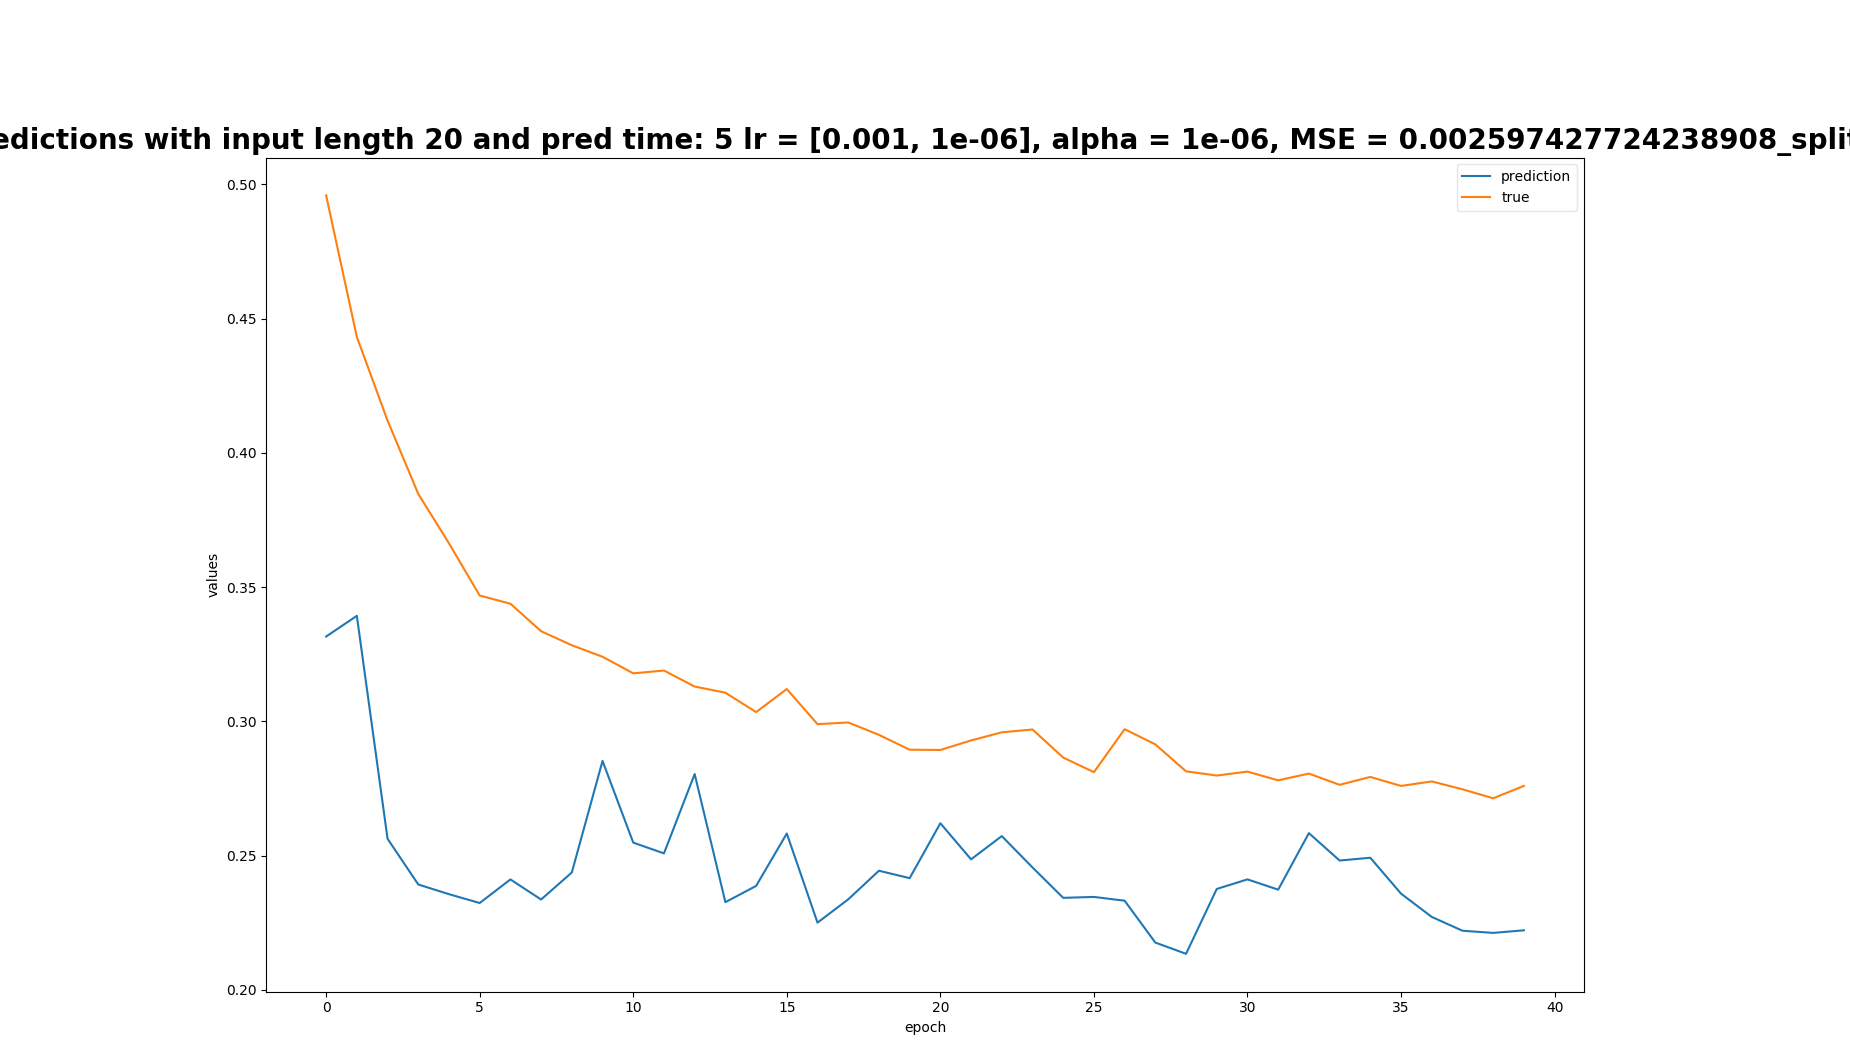 edictions with input length 20 and pred time: 5 lr = [0.001, 1e-06], alpha = 1e-06, MSE = 0.002597427724238908_split
prediction
true
0.50
0.45
0.40
0.35
0.30
0.25
0.20
values
0 5 10 15 20 25 30 35 40
epoch